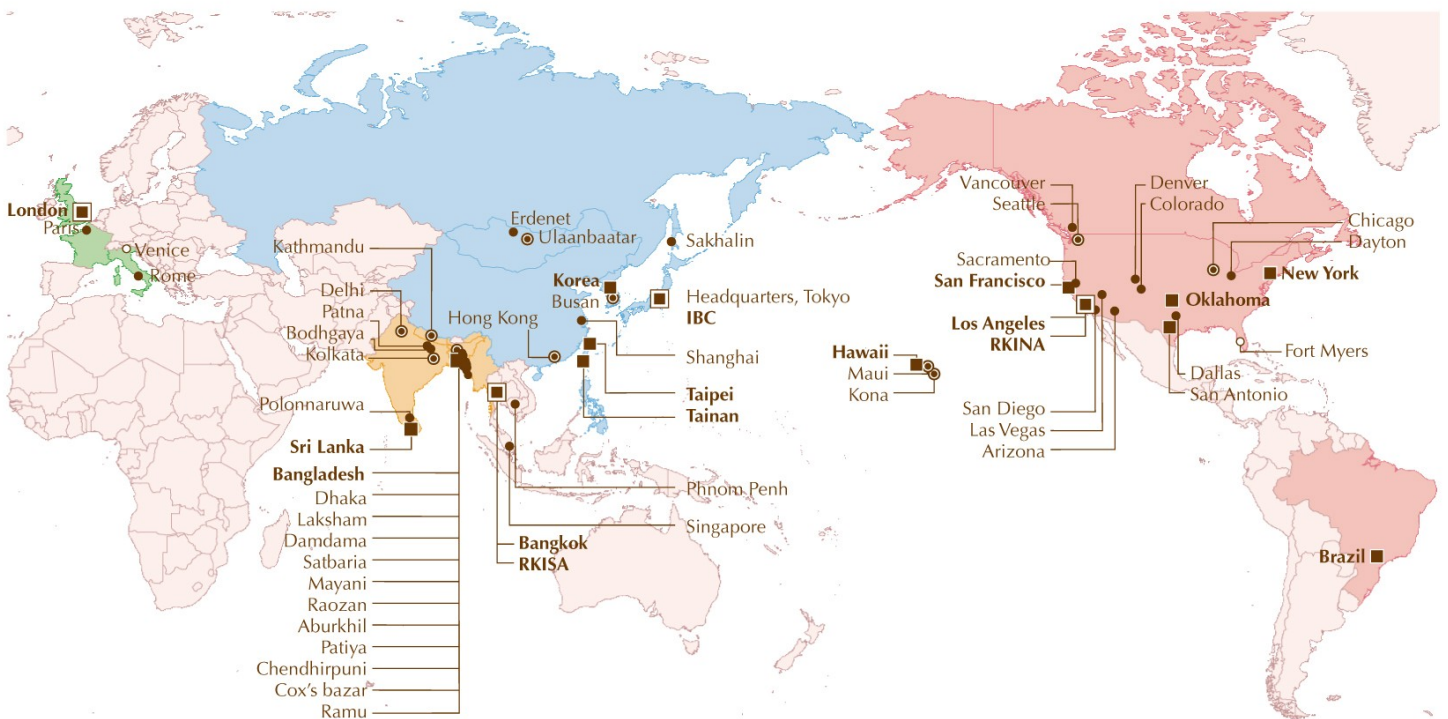 London
Paris
Venice
Rome
Kathmandu
Delhi
Patna
Bodhgaya
Kolkata
Polonnaruwa
Sri Lanka
Bangladesh
Dhaka
Laksham
Damdama
Satbaria
Mayani
Raozan
Aburkhil
Patiya
Chendhirpuni
Cox's bazar
Ramu
Erdenet
Ulaanbaatar
Sakhalin
Korea
Busan
Headquarters, Tokyo
IBC
Hong Kong
Shanghai
Taipei
Tainan
Phnom Penh
Singapore
Bangkok
RKISA
Hawaii
Maui
Kona
Vancouver
Seattle
Sacramento
San Francisco
Los Angeles
RKINA
San Diego
Las Vegas
Arizona
Denver
Colorado
Chicago
Dayton
New York
Oklahoma
Fort Myers
Dallas
San Antonio
Brazil